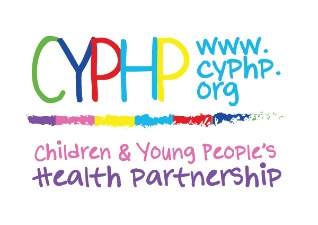 CYPHP
www.
cyphp.
org
Children & Young People's
Health Partnership